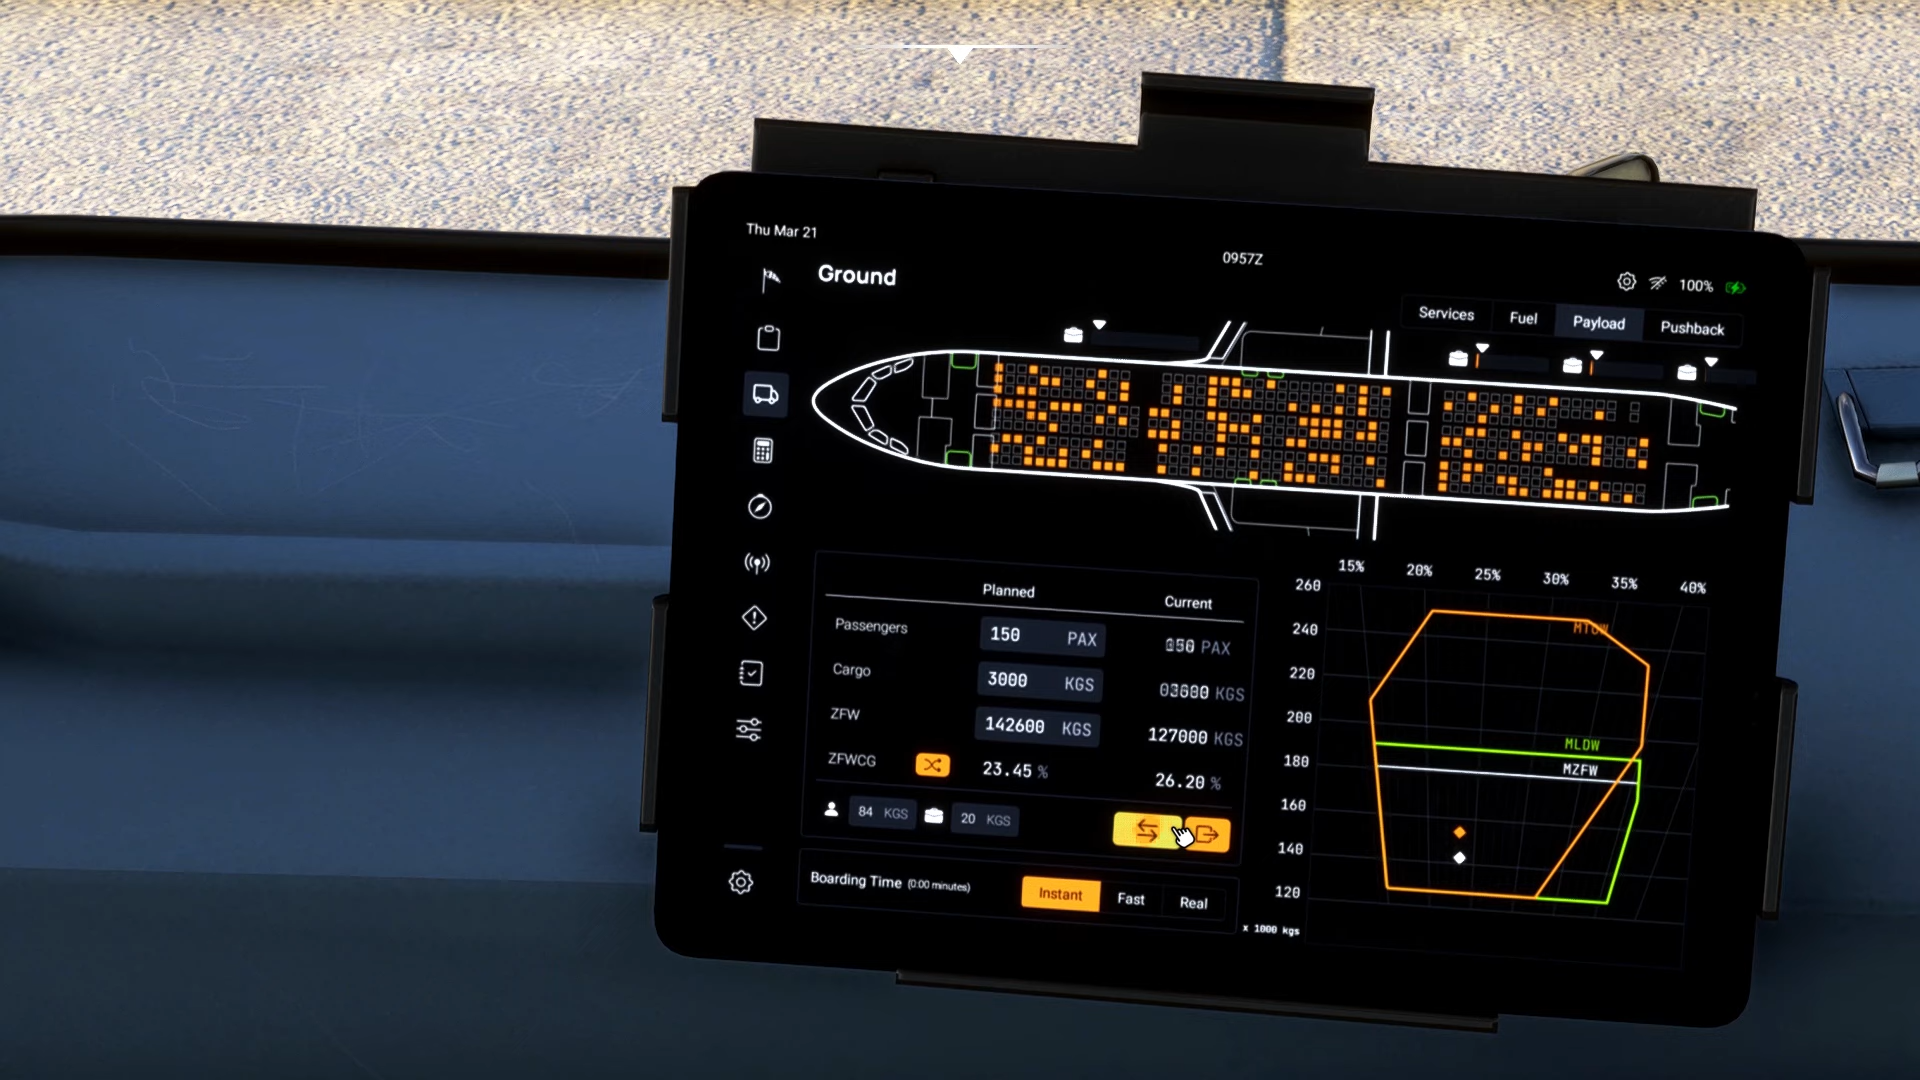 Thu Mar 21
0957Z
100%
Ground
Services Fuel Payload Pushback
Planned Current
Passengers 150 PAX PAX
Cargo 3000 KGS KGS
ZFW 142600 KGS 127000 KGS
ZFWCG 23.45 % 26.20 %
84 KGS 20 KGS
Boarding Time (0:00 minutes) Instant Fast Real
15% 20% 25% 30% 35% 40%
260
240
MTOW
220
200
MLDW
180
MZFW
160
140
120
x 1000 kgs